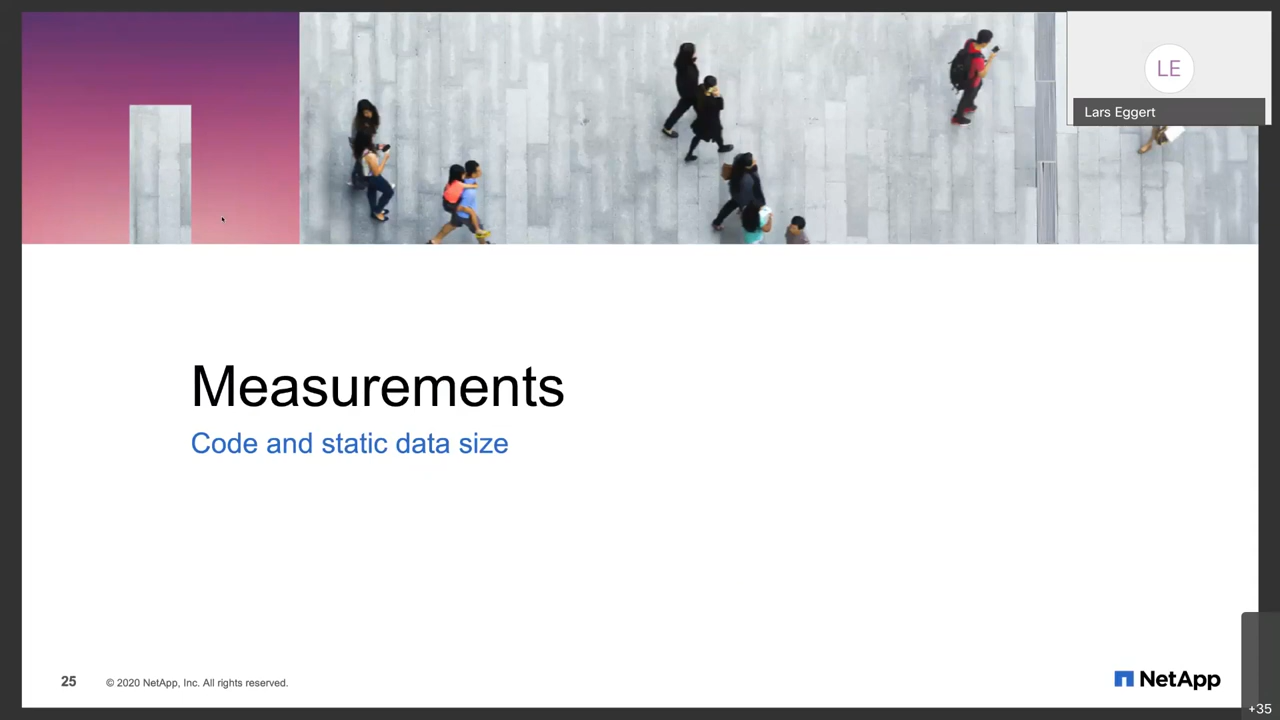 LE
Lars Eggert
Measurements
Code and static data size
25 © 2020 NetApp, Inc. All rights reserved.
NetApp
+35